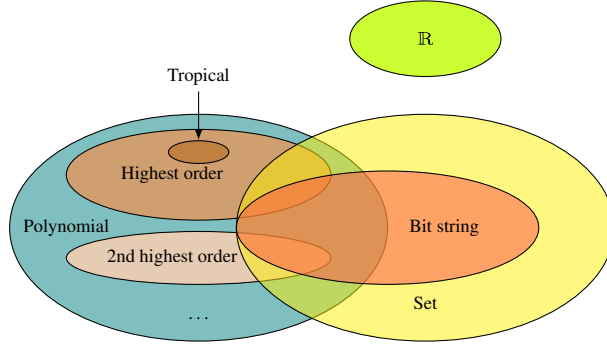 ℝ
Tropical
Highest order
Polynomial
Bit string
2nd highest order
Set
...